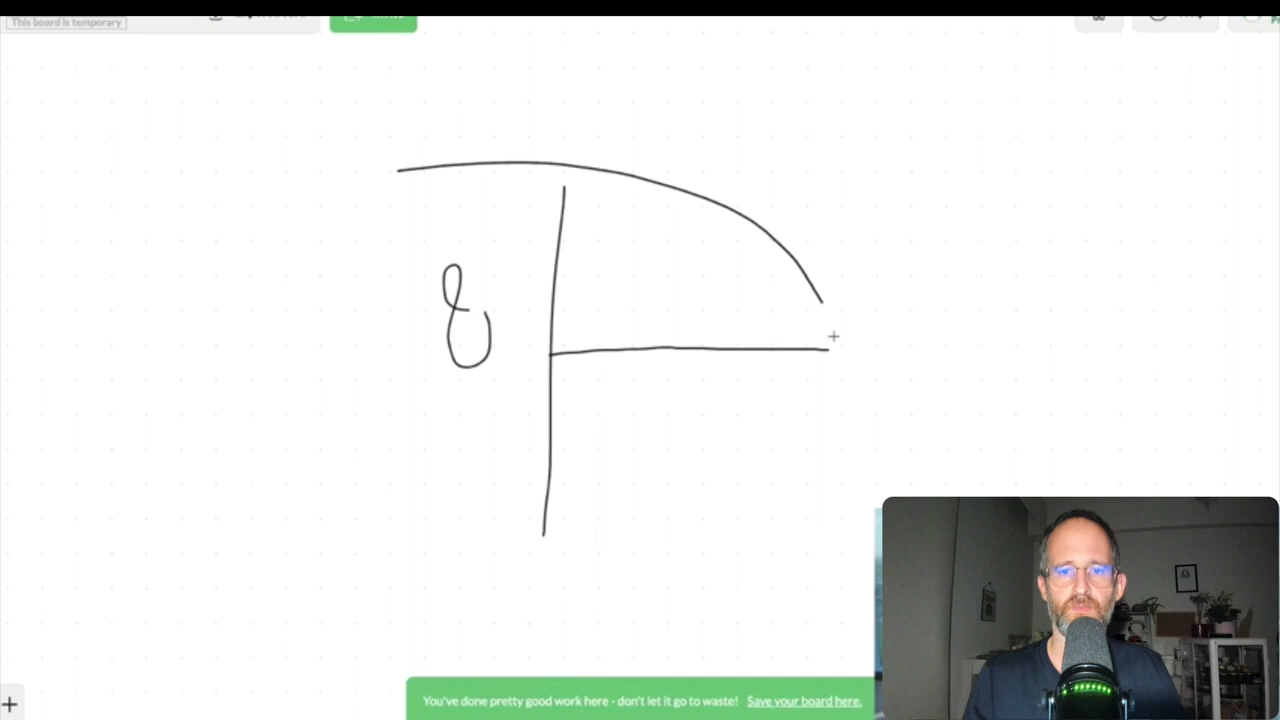 This board is temporary
8
You've done pretty good work here - don't let it go to waste! Save your board here.